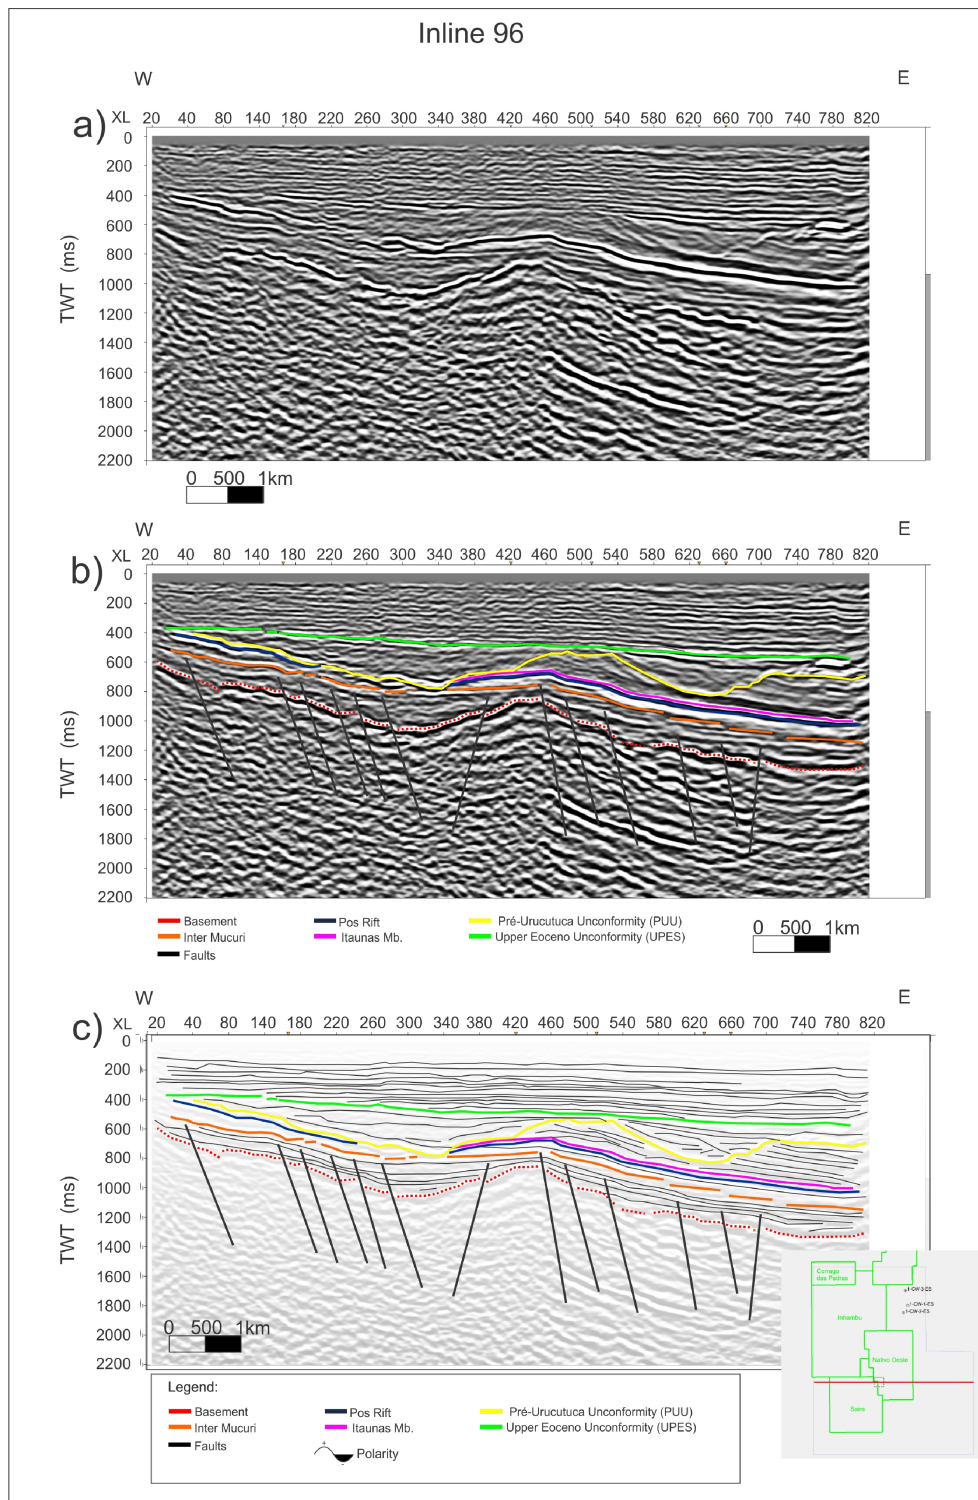 Inline 96
W E
a)
XL 20 40 80 140 180 220 260 300 340 380 420 460 500 540 580 620 660 700 740 780 820
0
200
400
600
800
1000
1200
1400
1600
1800
2000
2200
TWT (ms)
0 500 1km
W E
b)
XL 20 40 80 140 180 220 260 300 340 380 420 460 500 540 580 620 660 700 740 780 820
0
200
400
600
800
1000
1200
1400
1600
1800
2000
2200
TWT (ms)
Basement Pos Rift Pré-Urucutuca Unconformity (PUU)
Inter Mucuri Itaunas Mb. Upper Eoceno Unconformity (UPES)
Faults
0 500 1km
W E
c)
XL 20 40 80 140 180 220 260 300 340 380 420 460 500 540 580 620 660 700 740 780 820
0
200
400
600
800
1000
1200
1400
1600
1800
2000
2200
TWT (ms)
0 500 1km
Inhambu
Nativo Oeste
Legend:
Basement Pos Rift Pré-Urucutuca Unconformity (PUU)
Inter Mucuri Itaunas Mb. Upper Eoceno Unconformity (UPES)
Faults + Polarity